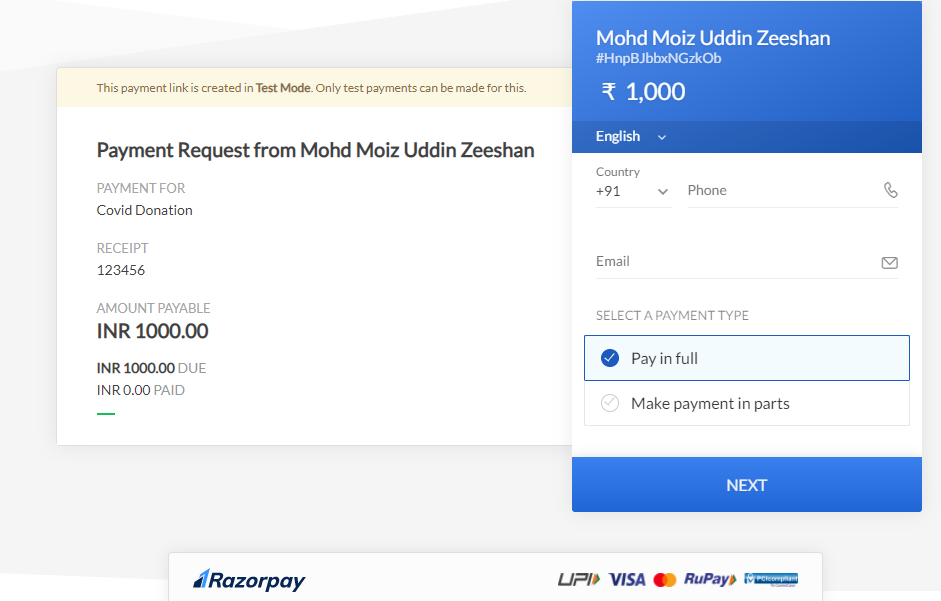 This payment link is created in Test Mode. Only test payments can be made for this.
Payment Request from Mohd Moiz Uddin Zeeshan
PAYMENT FOR
Covid Donation
RECEIPT
123456
AMOUNT PAYABLE
INR 1000.00
INR 1000.00 DUE
INR 0.00 PAID
Mohd Moiz Uddin Zeeshan
#HnpBJbbxNGzkOb
₹ 1,000
English
Country
+91
Phone
Email
SELECT A PAYMENT TYPE
Pay in full
Make payment in parts
NEXT
Razorpay
UPI VISA RuPay PCI compliant